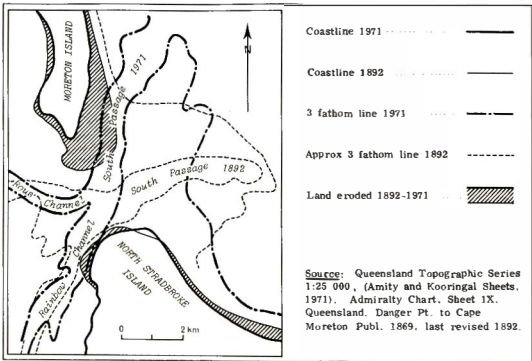 MORETON ISLAND
South Passage 1971
N
South Passage 1892
Rous
Channel
Rainbow Channel
NORTH STRADBROKE
ISLAND
0 2 km
Coastline 1971
Coastline 1892
3 fathom line 1971
Approx 3 fathom line 1892
Land eroded 1892-1971
Source: Queensland Topographic Series
1:25 000, (Amity and Kooringal Sheets,
1971). Admiralty Chart, Sheet 1X.
Queensland. Danger Pt. to Cape
Moreton Publ. 1869, last revised 1892.